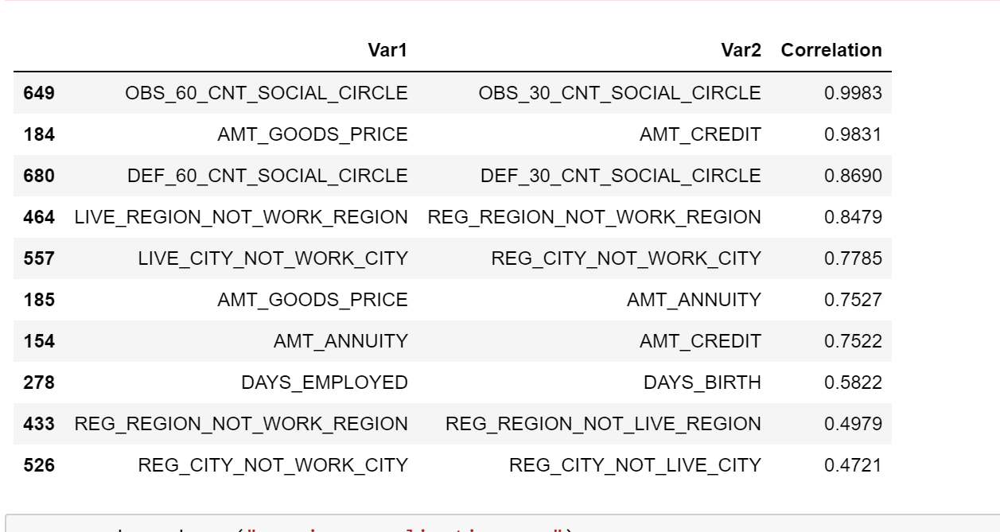 Var1 Var2 Correlation
649 OBS_60_CNT_SOCIAL_CIRCLE OBS_30_CNT_SOCIAL_CIRCLE 0.9983
184 AMT_GOODS_PRICE AMT_CREDIT 0.9831
680 DEF_60_CNT_SOCIAL_CIRCLE DEF_30_CNT_SOCIAL_CIRCLE 0.8690
464 LIVE_REGION_NOT_WORK_REGION REG_REGION_NOT_WORK_REGION 0.8479
557 LIVE_CITY_NOT_WORK_CITY REG_CITY_NOT_WORK_CITY 0.7785
185 AMT_GOODS_PRICE AMT_ANNUITY 0.7527
154 AMT_ANNUITY AMT_CREDIT 0.7522
278 DAYS_EMPLOYED DAYS_BIRTH 0.5822
433 REG_REGION_NOT_WORK_REGION REG_REGION_NOT_LIVE_REGION 0.4979
526 REG_CITY_NOT_WORK_CITY REG_CITY_NOT_LIVE_CITY 0.4721